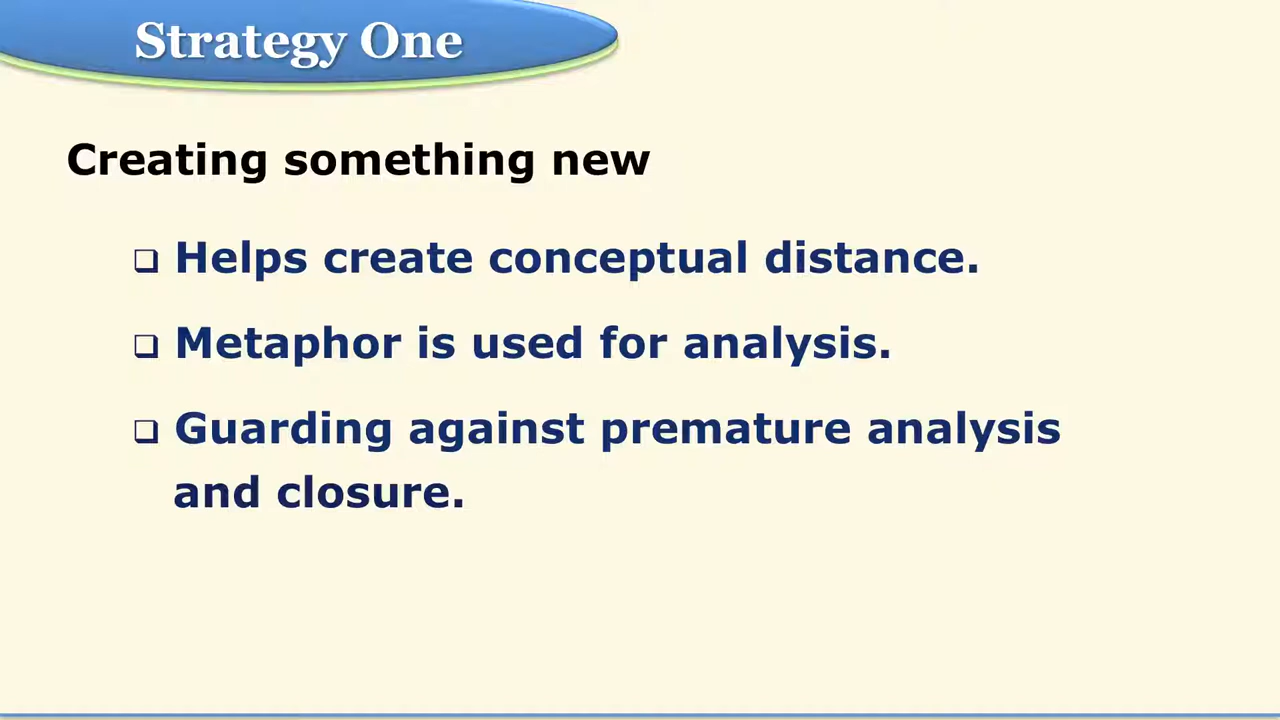 Strategy One
Creating something new
❑ Helps create conceptual distance.
❑ Metaphor is used for analysis.
❑ Guarding against premature analysis
and closure.